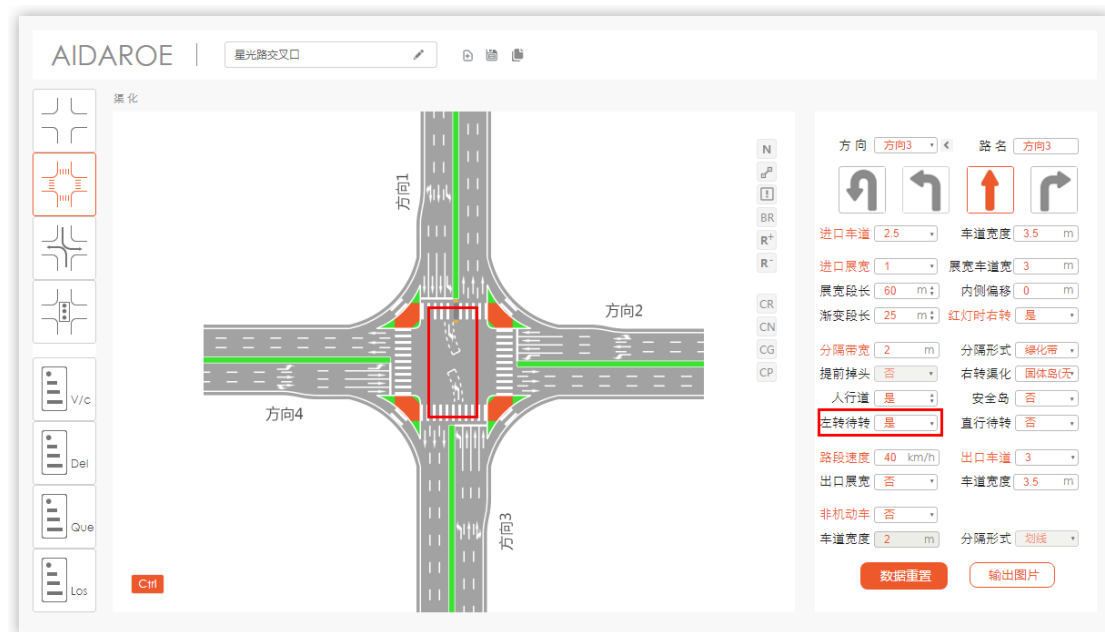 AIDAROE
星光路交叉口
渠 化
方向1
方向2
方向3
方向4
N
BR
R+
R-
CR
CN
CG
CP
V/c
Del
Que
Los
Ctrl
方 向 方向3 路 名 方向3
进口车道 2.5 车道宽度 3.5 m
进口展宽 1 展宽车道宽 3 m
展宽段长 60 m 内侧偏移 0 m
渐变段长 25 m 红灯时右转 是
分隔带宽 2 m 分隔形式 绿化带
提前掉头 否 右转渠化 固体岛(无
人行道 是 安全岛 否
左转待转 是 直行待转 否
路段速度 40 km/h 出口车道 3
出口展宽 否 车道宽度 3.5 m
非机动车 否
车道宽度 2 m 分隔形式 划线
数据重置 输出图片